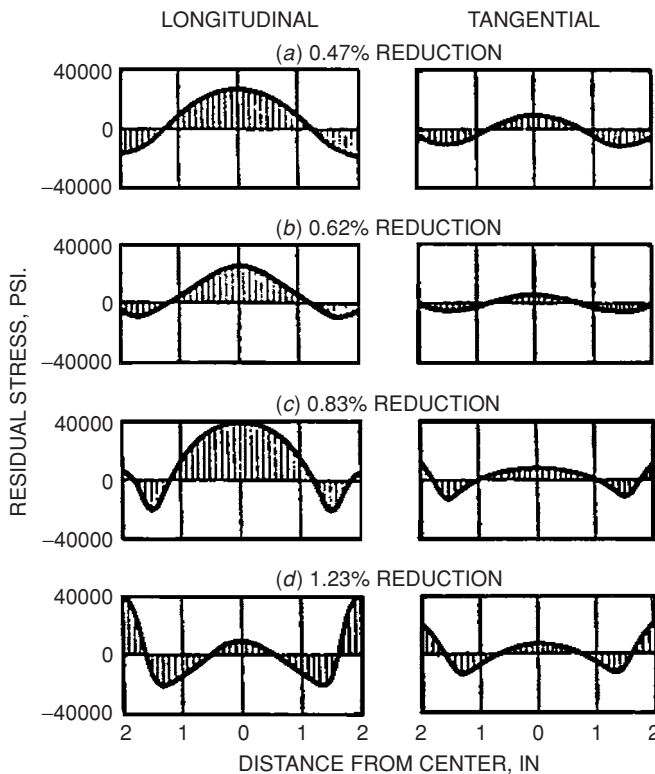 LONGITUDINAL TANGENTIAL
(a) 0.47% REDUCTION
40000
0
−40000
(b) 0.62% REDUCTION
40000
0
−40000
(c) 0.83% REDUCTION
40000
0
−40000
(d) 1.23% REDUCTION
40000
0
−40000
2 1 0 1 2 2 1 0 1 2
DISTANCE FROM CENTER, IN
RESIDUAL STRESS, PSI.